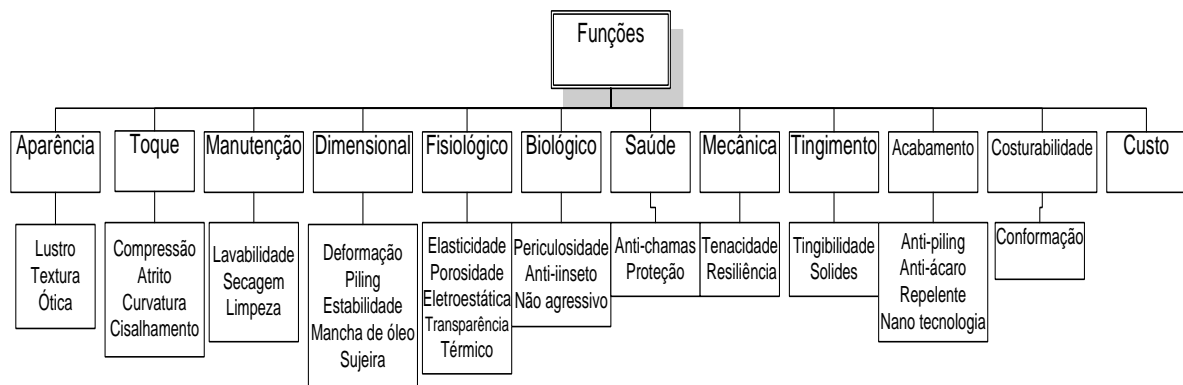 Funções
Aparência
Toque
Manutenção
Dimensional
Fisiológico
Biológico
Saúde
Mecânica
Tingimento
Acabamento
Costurabilidade
Custo
Lustro
Textura
Ótica
Compressão
Atrito
Curvatura
Cisalhamento
Lavabilidade
Secagem
Limpeza
Deformação
Piling
Estabilidade
Mancha de óleo
Sujeira
Elasticidade
Porosidade
Eletroestática
Transparência
Térmico
Periculosidade
Anti-iinseto
Não agressivo
Anti-chamas
Proteção
Tenacidade
Resiliência
Tingibilidade
Solides
Anti-piling
Anti-ácaro
Repelente
Nano tecnologia
Conformação